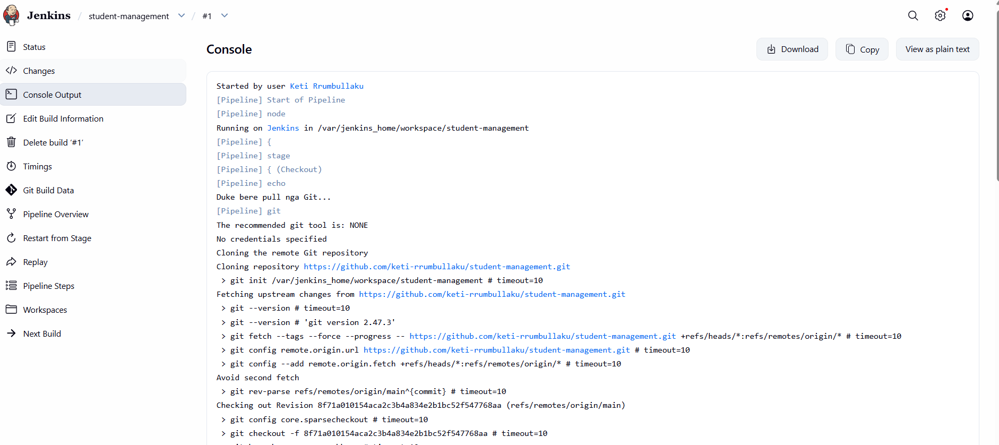 Jenkins / student-management / #1
Status
Changes
Console Output
Edit Build Information
Delete build ‘#1’
Timings
Git Build Data
Pipeline Overview
Restart from Stage
Replay
Pipeline Steps
Workspaces
Next Build
Console
Download
Copy
View as plain text
Started by user Keti Rrumbullaku
[Pipeline] Start of Pipeline
[Pipeline] node
Running on Jenkins in /var/jenkins_home/workspace/student-management
[Pipeline] {
[Pipeline] stage
[Pipeline] { (Checkout)
[Pipeline] echo
Duke bere pull nga Git...
[Pipeline] git
The recommended git tool is: NONE
No credentials specified
Cloning the remote Git repository
Cloning repository https://github.com/keti-rrumbullaku/student-management.git
> git init /var/jenkins_home/workspace/student-management # timeout=10
Fetching upstream changes from https://github.com/keti-rrumbullaku/student-management.git
> git --version # timeout=10
> git --version # 'git version 2.47.3'
> git fetch --tags --force --progress -- https://github.com/keti-rrumbullaku/student-management.git +refs/heads/*:refs/remotes/origin/* # timeout=10
> git config remote.origin.url https://github.com/keti-rrumbullaku/student-management.git # timeout=10
> git config --add remote.origin.fetch +refs/heads/*:refs/remotes/origin/* # timeout=10
Avoid second fetch
> git rev-parse refs/remotes/origin/main^{commit} # timeout=10
Checking out Revision 8f71a010154aca2c3b4a834e2b1bc52f547768aa (refs/remotes/origin/main)
> git config core.sparsecheckout # timeout=10
> git checkout -f 8f71a010154aca2c3b4a834e2b1bc52f547768aa # timeout=10